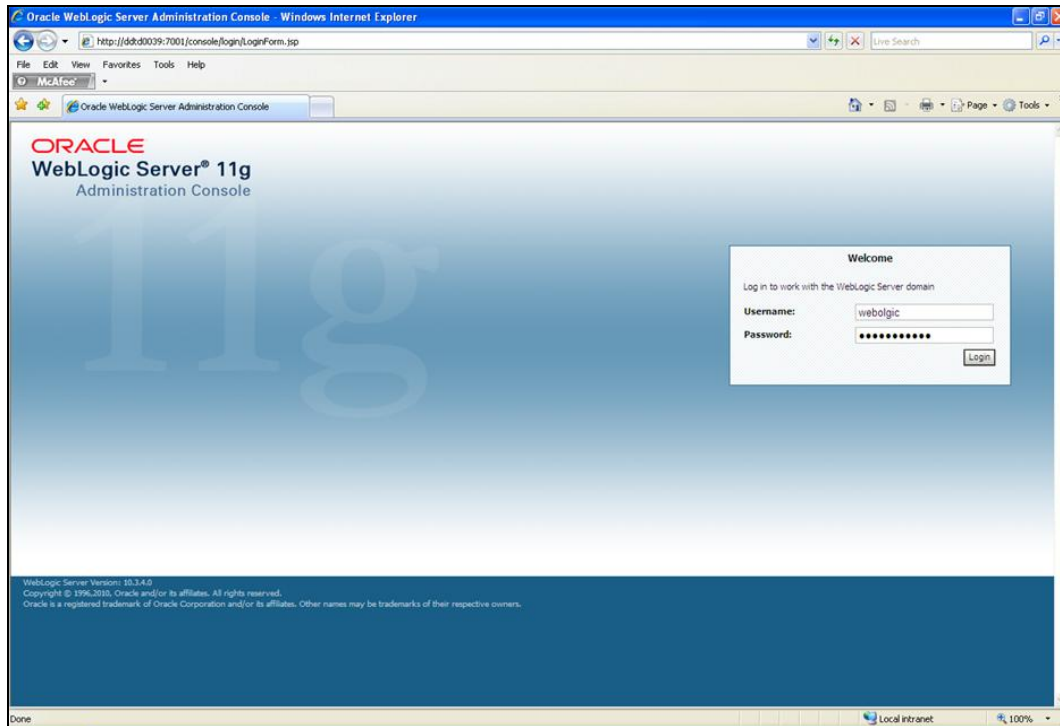 Oracle WebLogic Server Administration Console - Windows Internet Explorer
http://ddtd0039:7001/console/login/LoginForm.jsp
Live Search
File Edit View Favorites Tools Help
McAfee
Oracle WebLogic Server Administration Console
Page Tools
ORACLE
WebLogic Server® 11g
Administration Console
11g
Welcome
Log in to work with the WebLogic Server domain
Username: webolgic
Password: •••••••••••
Login
WebLogic Server Version: 10.3.4.0
Copyright © 1996,2010, Oracle and/or its affiliates. All rights reserved.
Oracle is a registered trademark of Oracle Corporation and/or its affiliates. Other names may be trademarks of their respective owners.
Done
Local intranet
100%